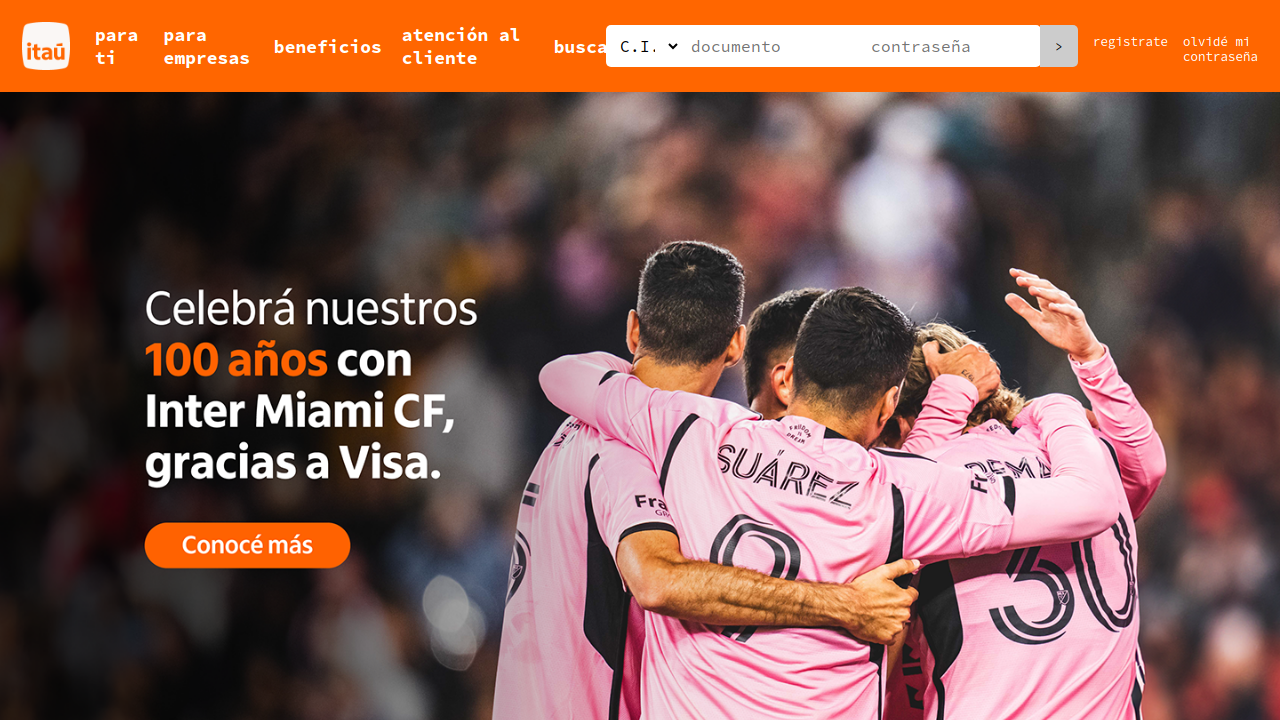 itaú
para ti
para empresas
beneficios
atención al cliente
busca
C.I.
documento
contraseña
>
registrate
olvidé mi contraseña
Celebrá nuestros
100 años con
Inter Miami CF,
gracias a Visa.
Conocé más
SUÁREZ
9
30